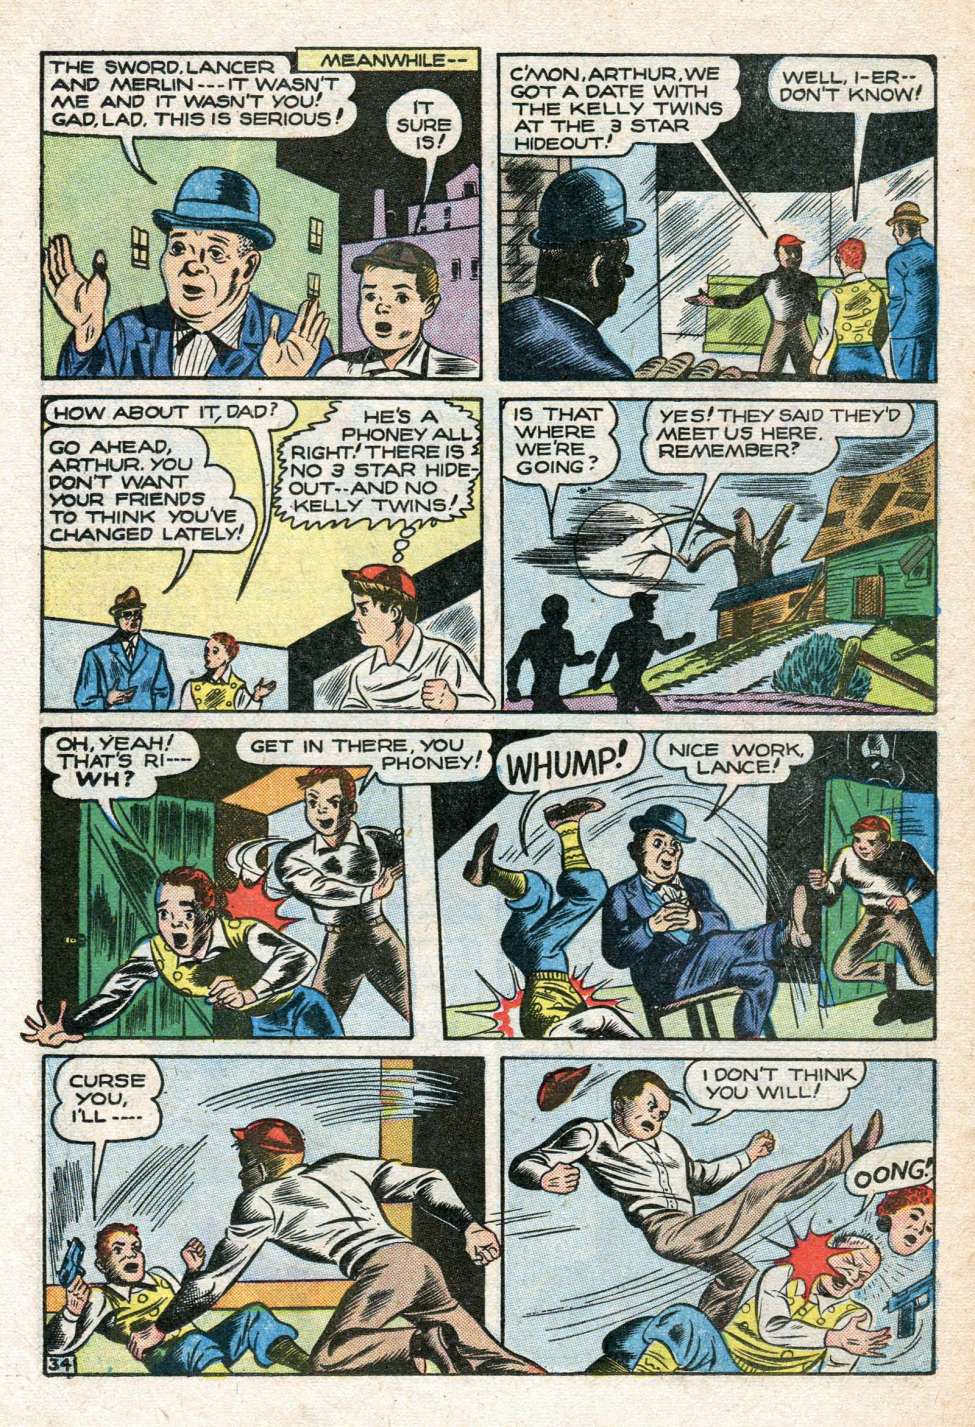 MEANWHILE--
THE SWORD, LANCER
AND MERLIN---IT WASN'T
ME AND IT WASN'T YOU!
GAD, LAD, THIS IS SERIOUS!
IT
SURE
IS!
C'MON, ARTHUR, WE
GOT A DATE WITH
THE KELLY TWINS
AT THE 3 STAR
HIDEOUT!
WELL, I-ER--
DON'T KNOW!
HOW ABOUT IT, DAD?
GO AHEAD,
ARTHUR. YOU
DON'T WANT
YOUR FRIENDS
TO THINK YOU'VE
CHANGED LATELY!
HE'S A
PHONEY ALL
RIGHT! THERE IS
NO 3 STAR HIDE-
OUT--AND NO
KELLY TWINS!
IS THAT
WHERE
WE'RE
GOING?
YES! THEY SAID THEY'D
MEET US HERE.
REMEMBER?
OH, YEAH!
THAT'S RI----
WH?
GET IN THERE, YOU
PHONEY!
WHUMP!
NICE WORK,
LANCE!
CURSE
YOU,
I'LL ----
34
I DON'T THINK
YOU WILL!
OONG!